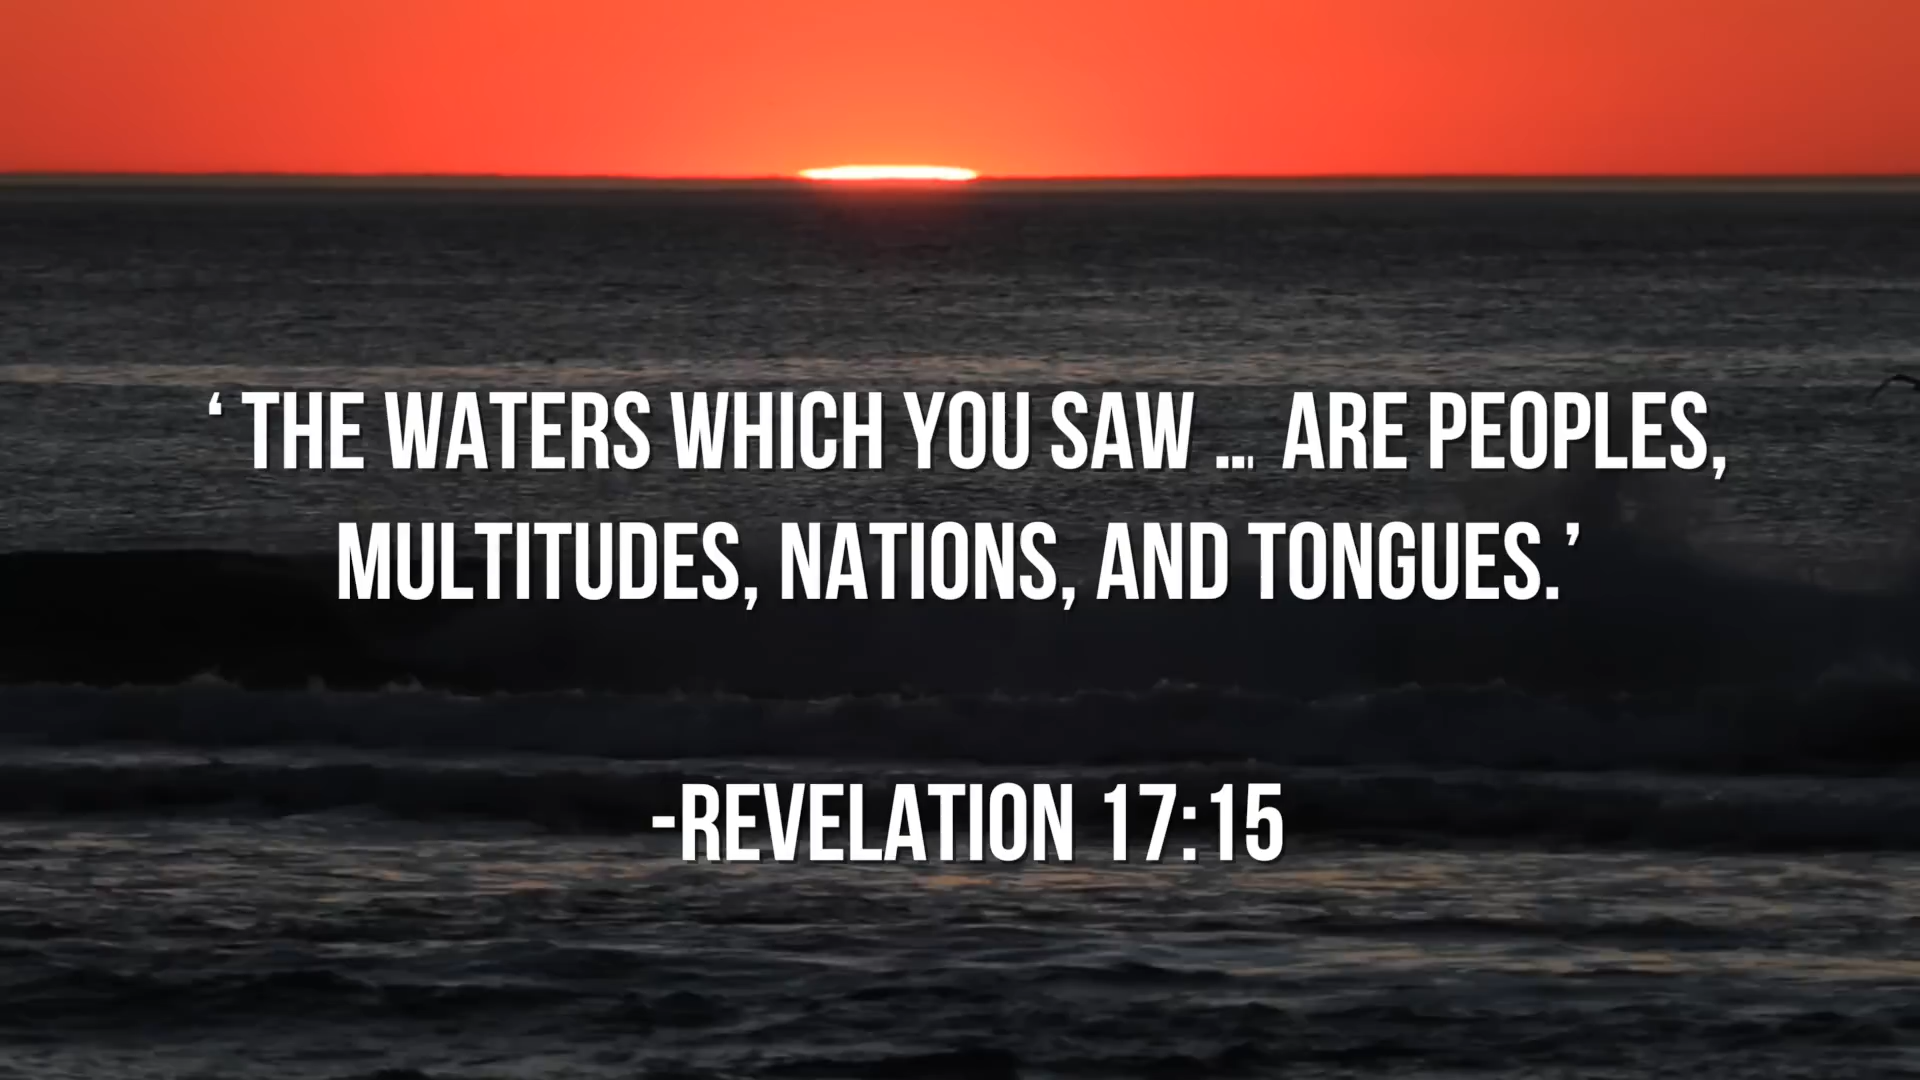 ‘ THE WATERS WHICH YOU SAW ... ARE PEOPLES,
MULTITUDES, NATIONS, AND TONGUES.’
-REVELATION 17:15